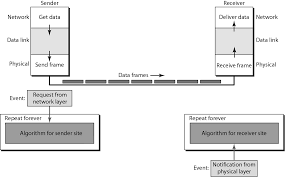 Sender
Receiver
Network
Get data
Deliver data
Network
Data link
Data link
Physical
Send frame
Receive frame
Physical
Data frames
Event:
Request from
network layer
Repeat forever
Repeat forever
Algorithm for sender site
Algorithm for receiver site
Event:
Notification from
physical layer